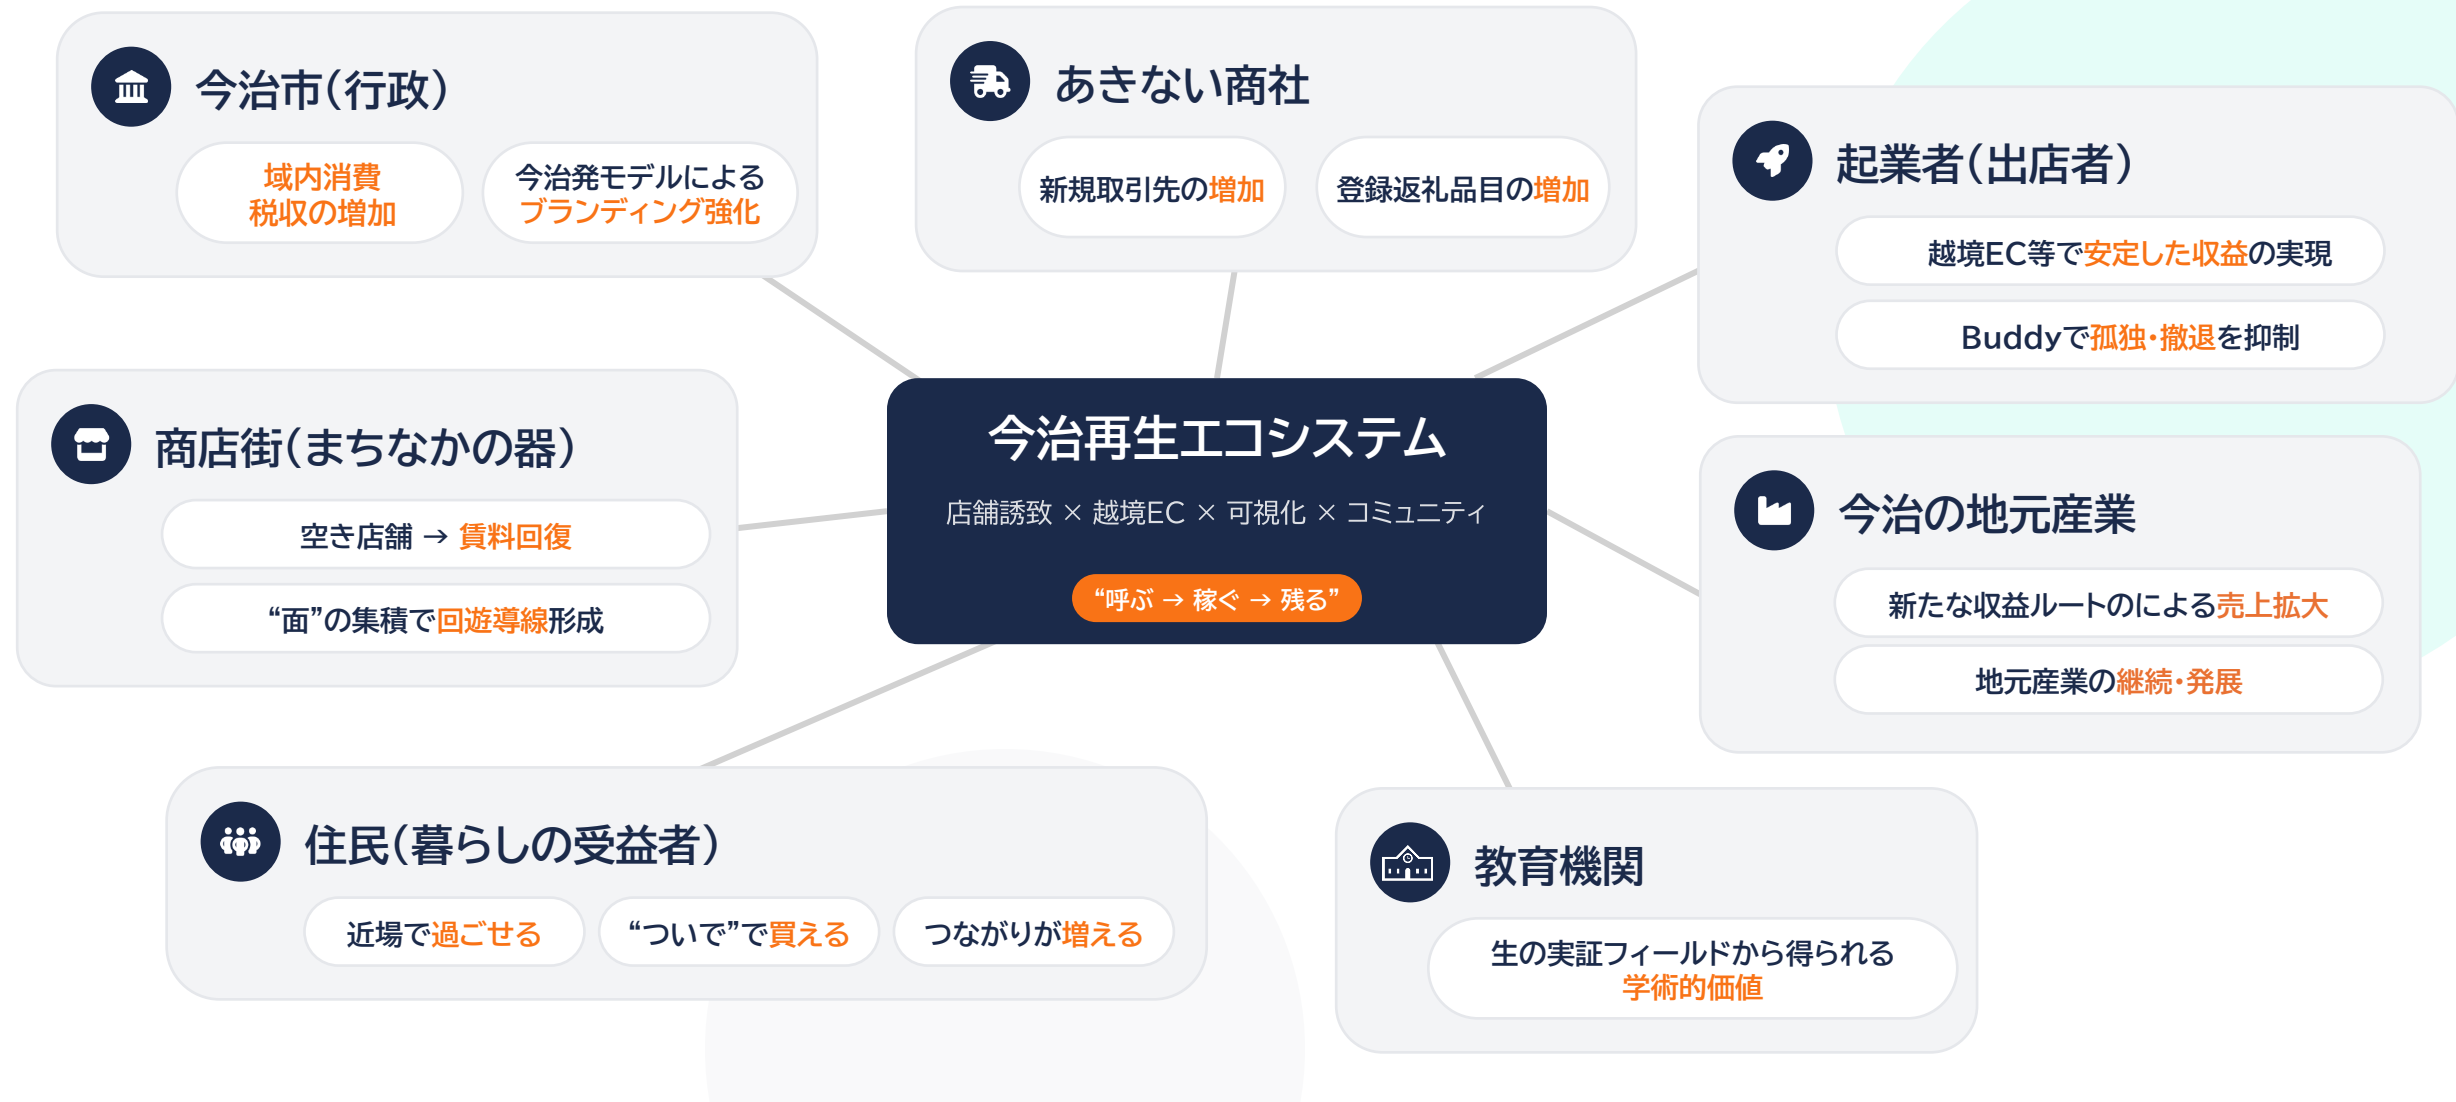 今治市（行政）
域内消費
税収の増加
今治発モデルによる
ブランディング強化
あきない商社
新規取引先の増加
登録返礼品目の増加
起業者（出店者）
越境EC等で安定した収益の実現
Buddyで孤独・撤退を抑制
商店街（まちなかの器）
空き店舗 → 賃料回復
“面”の集積で回遊導線形成
今治再生エコシステム
店舗誘致 × 越境EC × 可視化 × コミュニティ
“呼ぶ → 稼ぐ → 残る”
今治の地元産業
新たな収益ルートのによる売上拡大
地元産業の継続・発展
住民（暮らしの受益者）
近場で過ごせる
“ついで”で買える
つながりが増える
教育機関
生の実証フィールドから得られる
学術的価値